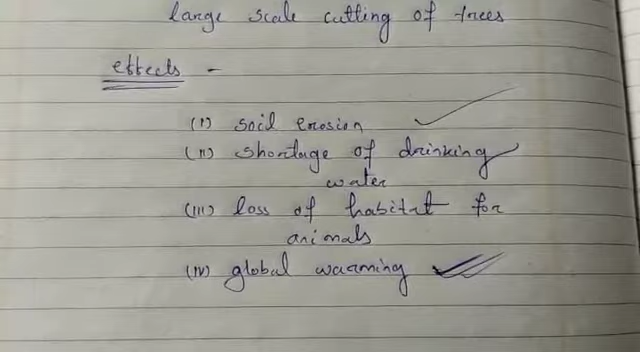 large scale cutting of trees
effects -
(i) soil erosion
(ii) shortage of drinking
water
(iii) loss of habitat for
animals
(iv) global warming